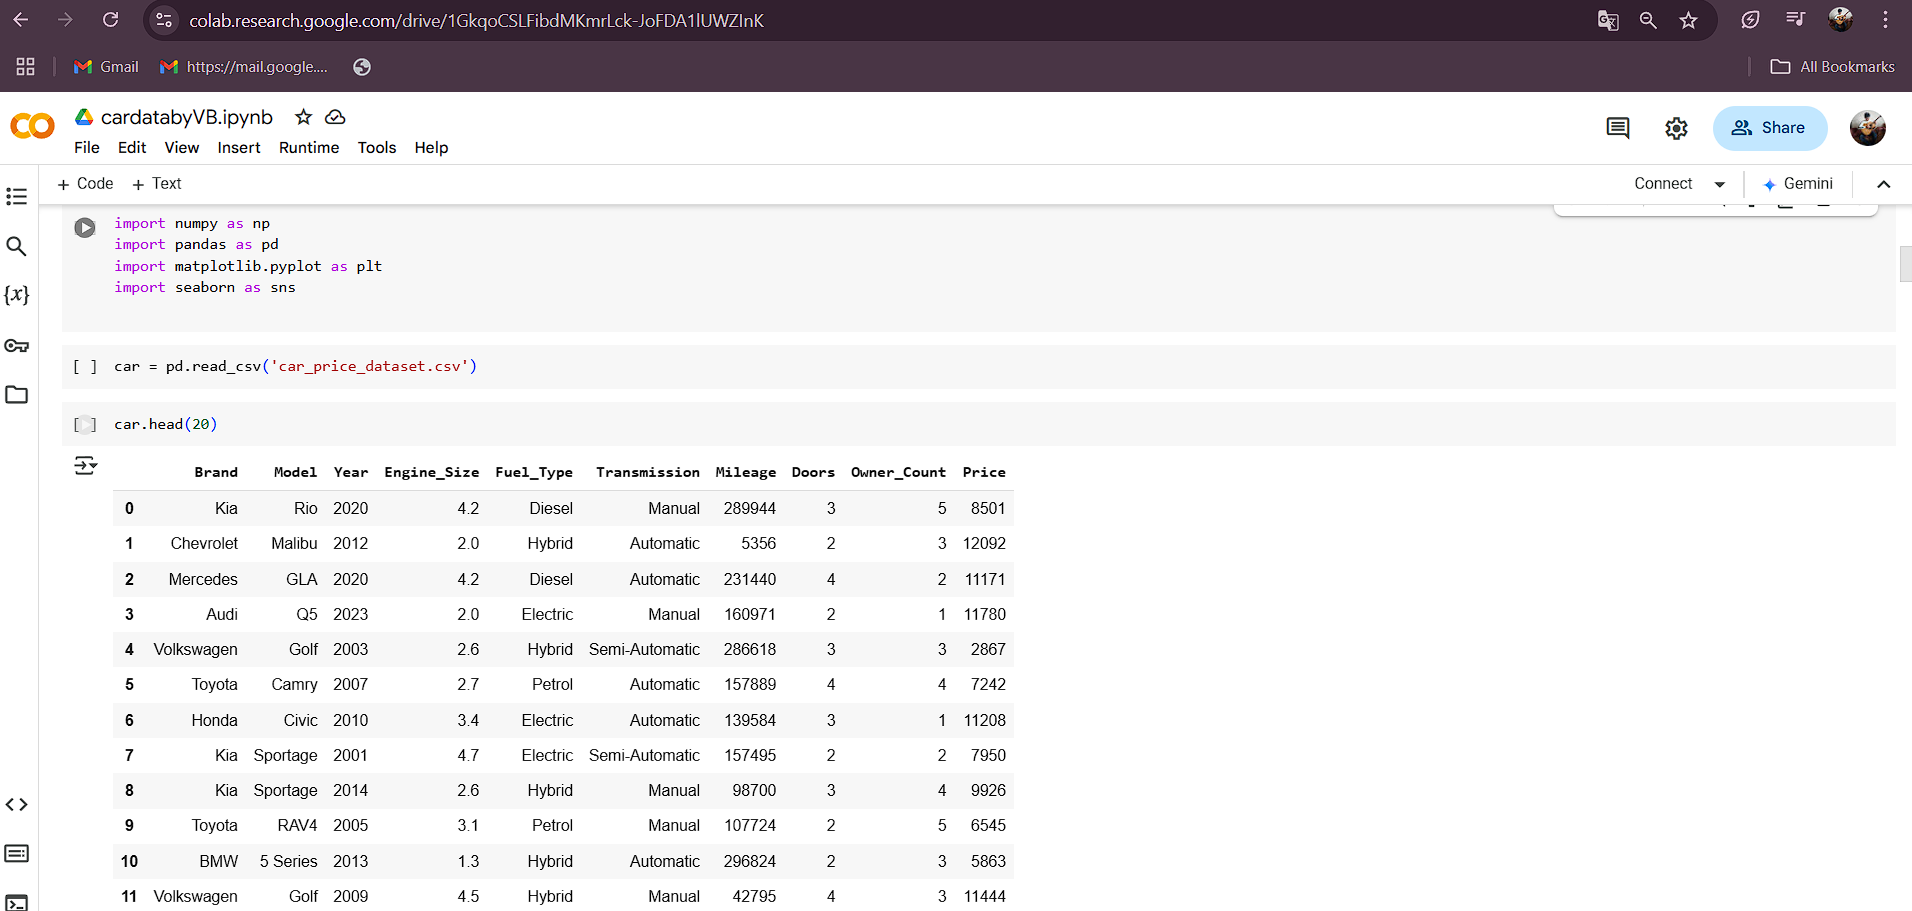 colab.research.google.com/drive/1GkqoCSLFibdMKmrLck-JoFDA1lUWZInK
Gmail https://mail.google.... All Bookmarks
cardatabyVB.ipynb
File Edit View Insert Runtime Tools Help
Share
+ Code + Text Connect Gemini
import numpy as np
import pandas as pd
import matplotlib.pyplot as plt
import seaborn as sns
[ ] car = pd.read_csv('car_price_dataset.csv')
[ ] car.head(20)
Brand Model Year Engine_Size Fuel_Type Transmission Mileage Doors Owner_Count Price
0 Kia Rio 2020 4.2 Diesel Manual 289944 3 5 8501
1 Chevrolet Malibu 2012 2.0 Hybrid Automatic 5356 2 3 12092
2 Mercedes GLA 2020 4.2 Diesel Automatic 231440 4 2 11171
3 Audi Q5 2023 2.0 Electric Manual 160971 2 1 11780
4 Volkswagen Golf 2003 2.6 Hybrid Semi-Automatic 286618 3 3 2867
5 Toyota Camry 2007 2.7 Petrol Automatic 157889 4 4 7242
6 Honda Civic 2010 3.4 Electric Automatic 139584 3 1 11208
7 Kia Sportage 2001 4.7 Electric Semi-Automatic 157495 2 2 7950
8 Kia Sportage 2014 2.6 Hybrid Manual 98700 3 4 9926
9 Toyota RAV4 2005 3.1 Petrol Manual 107724 2 5 6545
10 BMW 5 Series 2013 1.3 Hybrid Automatic 296824 2 3 5863
11 Volkswagen Golf 2009 4.5 Hybrid Manual 42795 4 3 11444